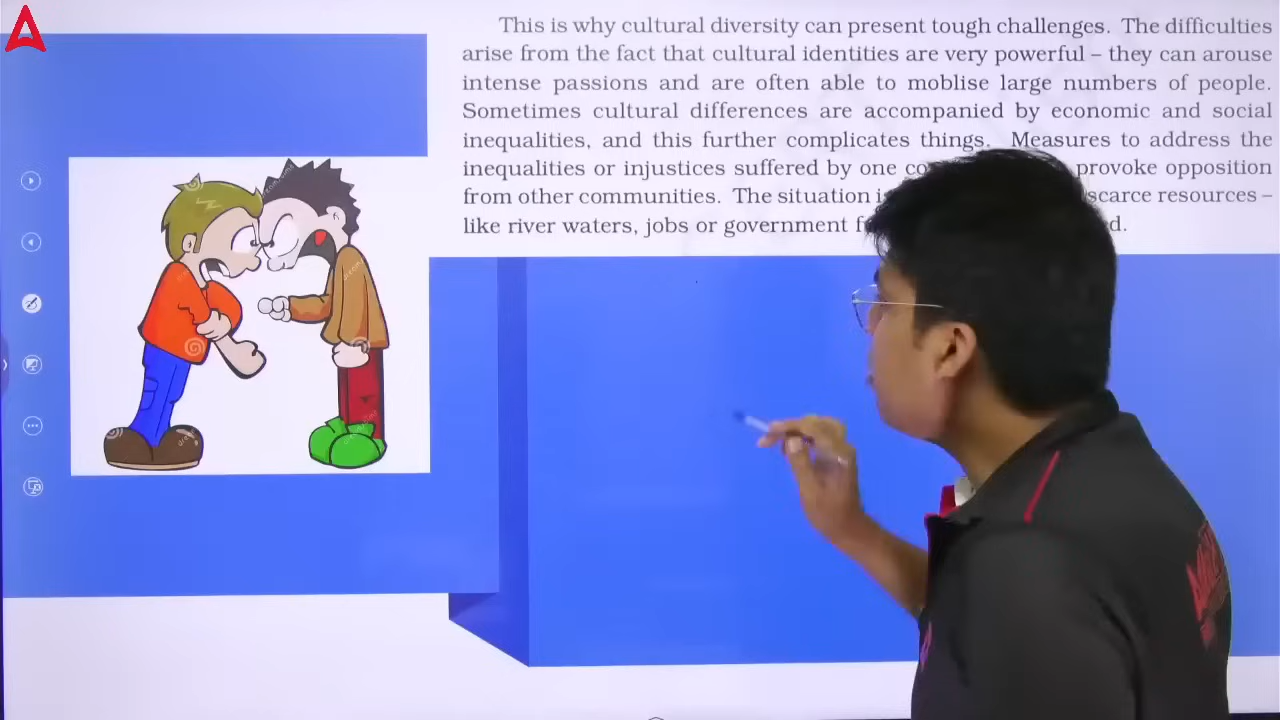 This is why cultural diversity can present tough challenges. The difficulties
arise from the fact that cultural identities are very powerful – they can arouse
intense passions and are often able to moblise large numbers of people.
Sometimes cultural differences are accompanied by economic and social
inequalities, and this further complicates things. Measures to address the
inequalities or injustices suffered by one provoke opposition
from other communities. The situation scarce resources –
like river waters, jobs or government